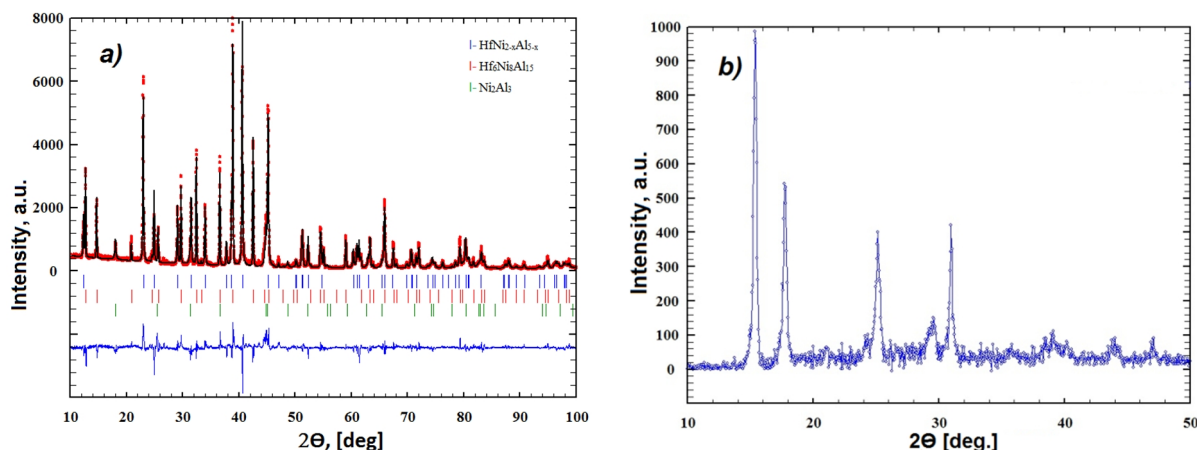 a)
HfNi2-xAl5-x
Hf6Ni8Al15
Ni2Al3
8000
6000
4000
2000
0
Intensity, a.u.
10 20 30 40 50 60 70 80 90 100
2Θ, [deg]
b)
1000
900
800
700
600
500
400
300
200
100
0
Intensity, a.u.
10 20 30 40 50
2Θ [deg.]